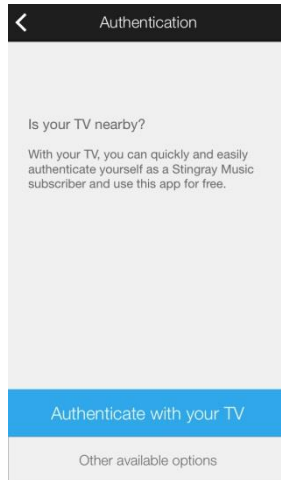 Authentication
Is your TV nearby?
With your TV, you can quickly and easily
authenticate yourself as a Stingray Music
subscriber and use this app for free.
Authenticate with your TV
Other available options